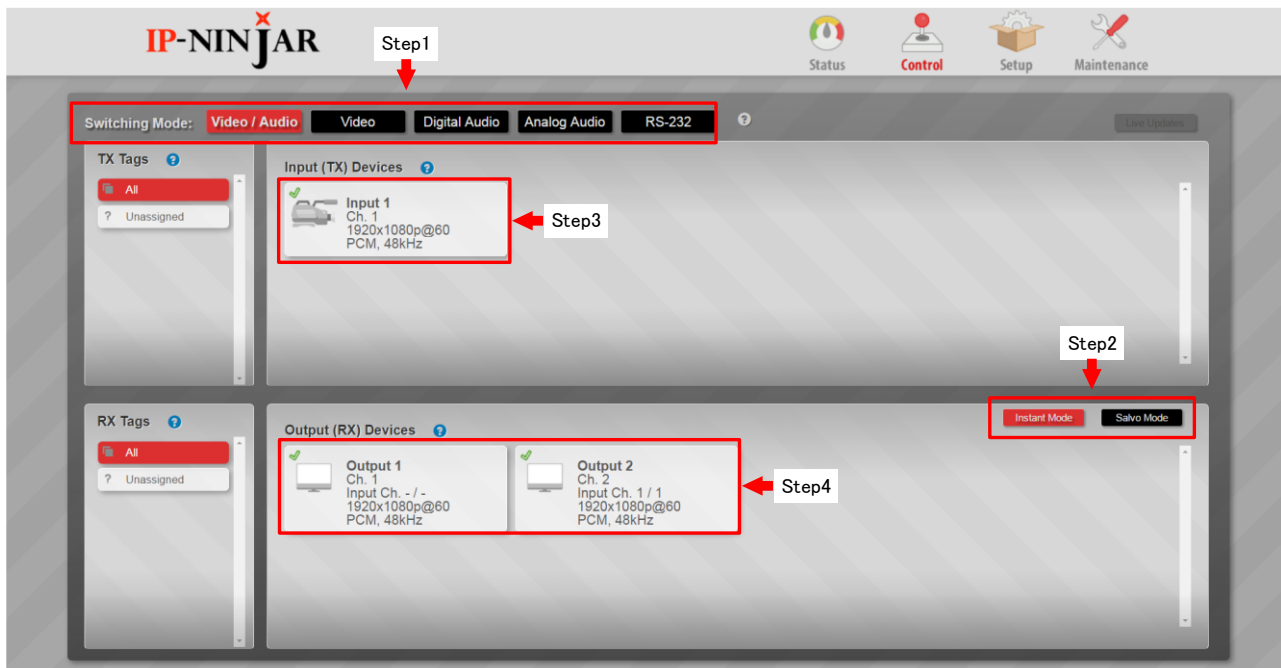 IP-NINJAR
Step1
Status
Control
Setup
Maintenance
Switching Mode:
Video / Audio
Video
Digital Audio
Analog Audio
RS-232
?
Live Updates
TX Tags ?
All
? Unassigned
Input (TX) Devices ?
Input 1
Ch. 1
1920x1080p@60
PCM, 48kHz
Step3
Step2
RX Tags ?
All
? Unassigned
Output (RX) Devices ?
Instant Mode
Salvo Mode
Output 1
Ch. 1
Input Ch. - / -
1920x1080p@60
PCM, 48kHz
Output 2
Ch. 2
Input Ch. 1 / 1
1920x1080p@60
PCM, 48kHz
Step4